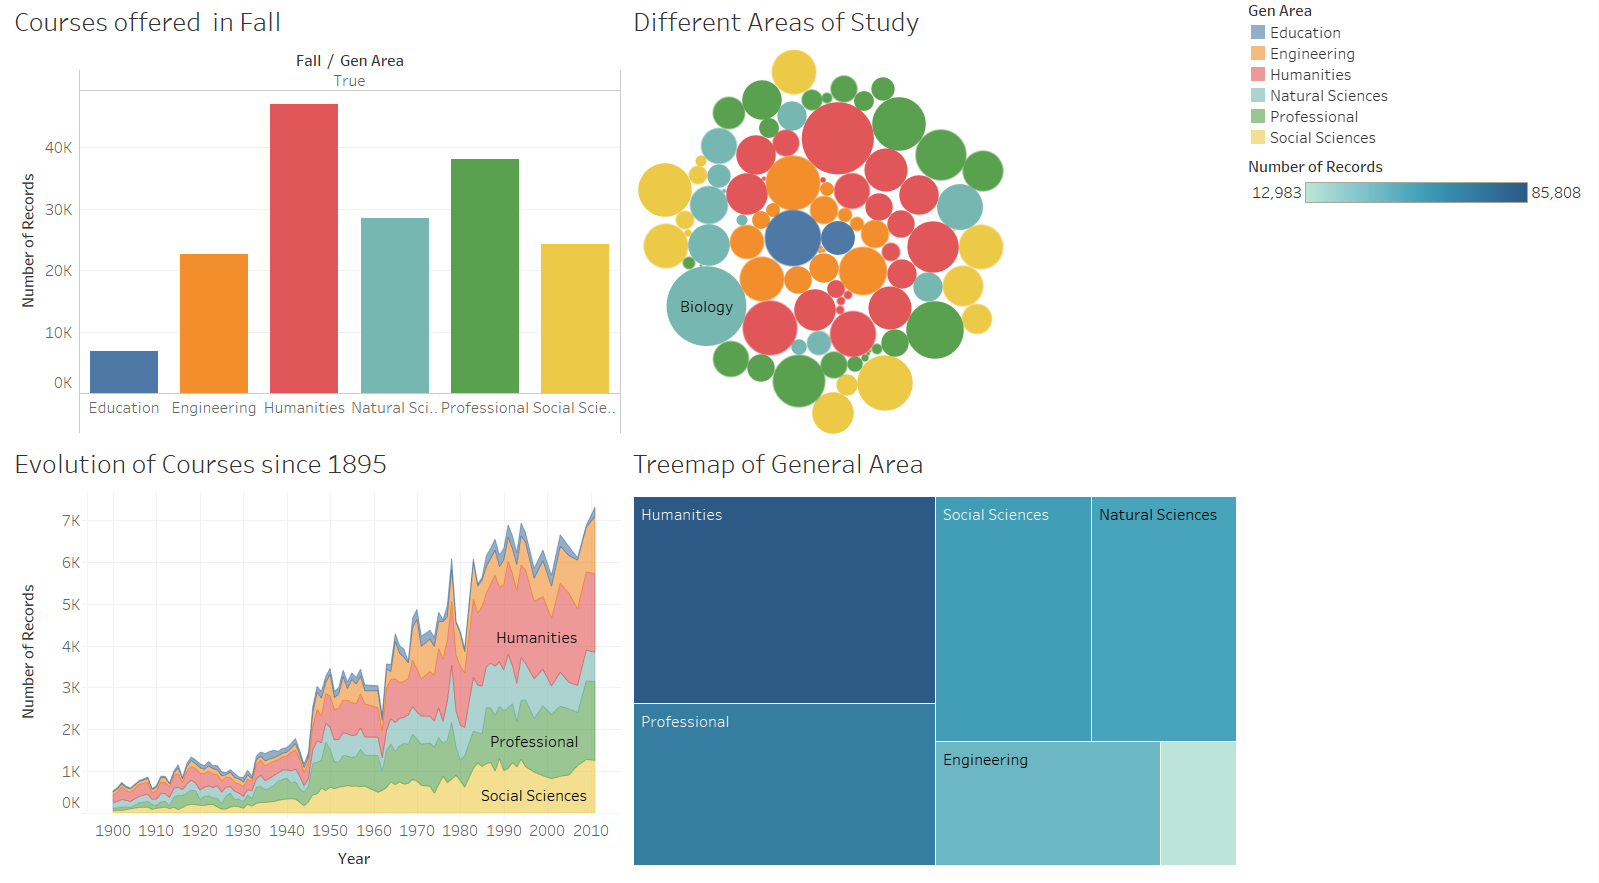 Courses offered  in Fall
Fall / Gen Area
True
Number of Records
40K
30K
20K
10K
0K
Education
Engineering
Humanities
Natural Sci..
Professional
Social Scie..
Different Areas of Study
Biology
Gen Area
Education
Engineering
Humanities
Natural Sciences
Professional
Social Sciences
Number of Records
12,983
85,808
Evolution of Courses since 1895
Number of Records
7K
6K
5K
4K
3K
2K
1K
0K
Humanities
Professional
Social Sciences
1900 1910 1920 1930 1940 1950 1960 1970 1980 1990 2000 2010
Year
Treemap of General Area
Humanities
Social Sciences
Natural Sciences
Professional
Engineering